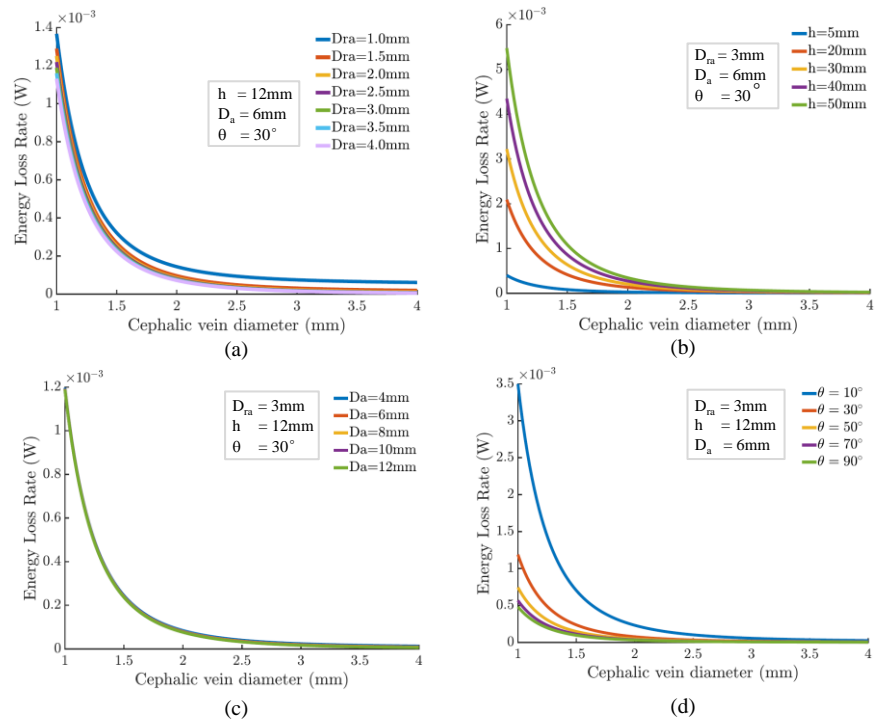 ×10⁻³
1.4
1.2
1
0.8
0.6
0.4
0.2
0
Energy Loss Rate (W)
1 1.5 2 2.5 3 3.5 4
Cephalic vein diameter (mm)
h = 12mm
Dₐ = 6mm
θ = 30°
Dra=1.0mm
Dra=1.5mm
Dra=2.0mm
Dra=2.5mm
Dra=3.0mm
Dra=3.5mm
Dra=4.0mm
(a)
×10⁻³
6
5
4
3
2
1
0
Energy Loss Rate (W)
1 1.5 2 2.5 3 3.5 4
Cephalic vein diameter (mm)
Dᵣₐ = 3mm
Dₐ = 6mm
θ = 30°
h=5mm
h=20mm
h=30mm
h=40mm
h=50mm
(b)
×10⁻³
1.2
1
0.8
0.6
0.4
0.2
0
Energy Loss Rate (W)
1 1.5 2 2.5 3 3.5 4
Cephalic vein diameter (mm)
Dᵣₐ = 3mm
h = 12mm
θ = 30°
Da=4mm
Da=6mm
Da=8mm
Da=10mm
Da=12mm
(c)
×10⁻³
3.5
3
2.5
2
1.5
1
0.5
0
Energy Loss Rate (W)
1 1.5 2 2.5 3 3.5 4
Cephalic vein diameter (mm)
Dᵣₐ = 3mm
h = 12mm
Dₐ = 6mm
θ = 10°
θ = 30°
θ = 50°
θ = 70°
θ = 90°
(d)